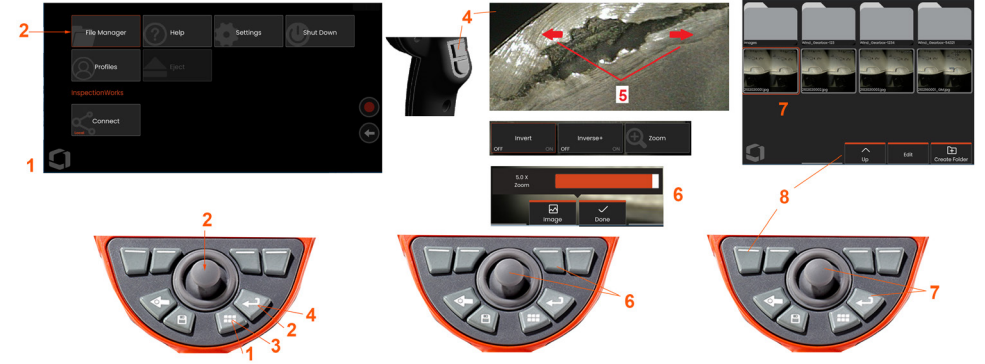 2
File Manager
Help
Settings
Shut Down
Profiles
Eject
InspectionWorks
Connect
1
4
5
Invert
OFF
ON
Inverse+
OFF
ON
Zoom
5.0 X
Zoom
Image
Done
6
7
Up
Edit
Create Folder
8
2
4
2
3
1
6
7